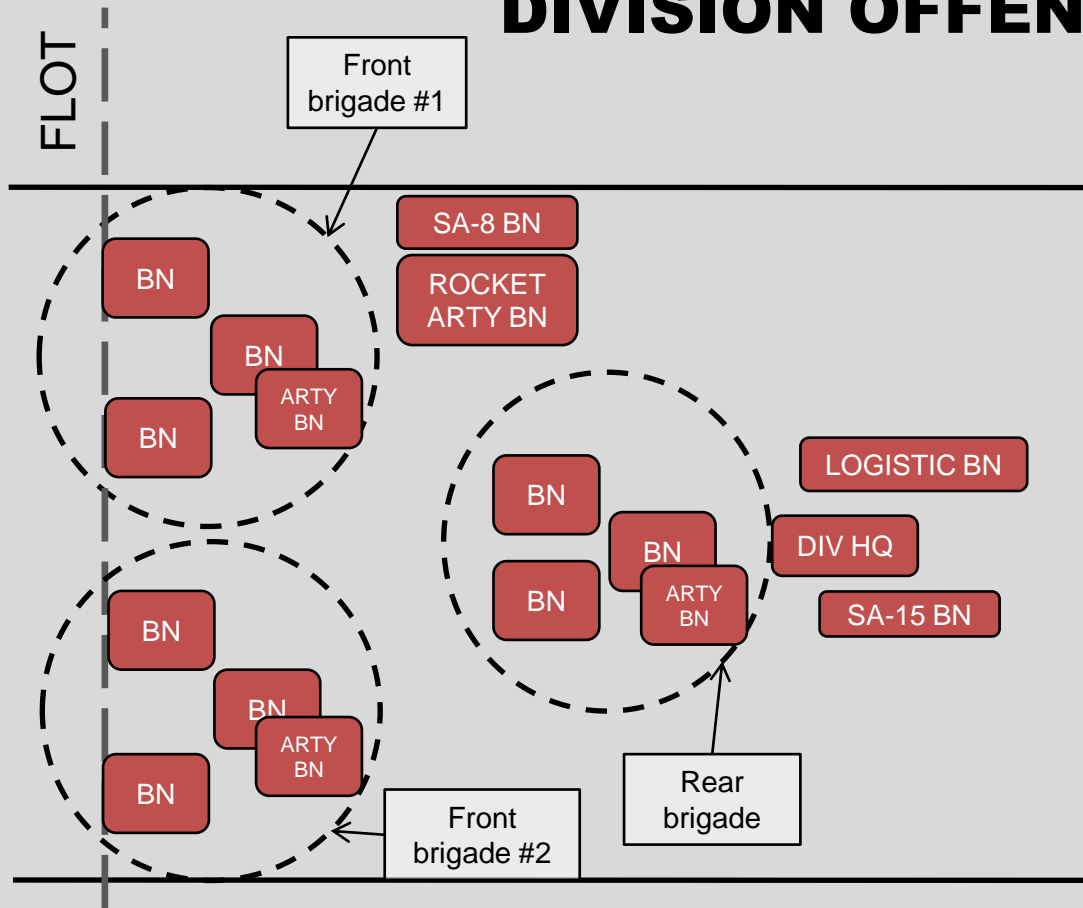 DIVISION OFFEN
FLOT
Front
brigade #1
SA-8 BN
ROCKET
ARTY BN
BN
BN
ARTY
BN
BN
BN
BN
ARTY
BN
BN
LOGISTIC BN
DIV HQ
SA-15 BN
BN
BN
ARTY
BN
BN
Rear
brigade
Front
brigade #2